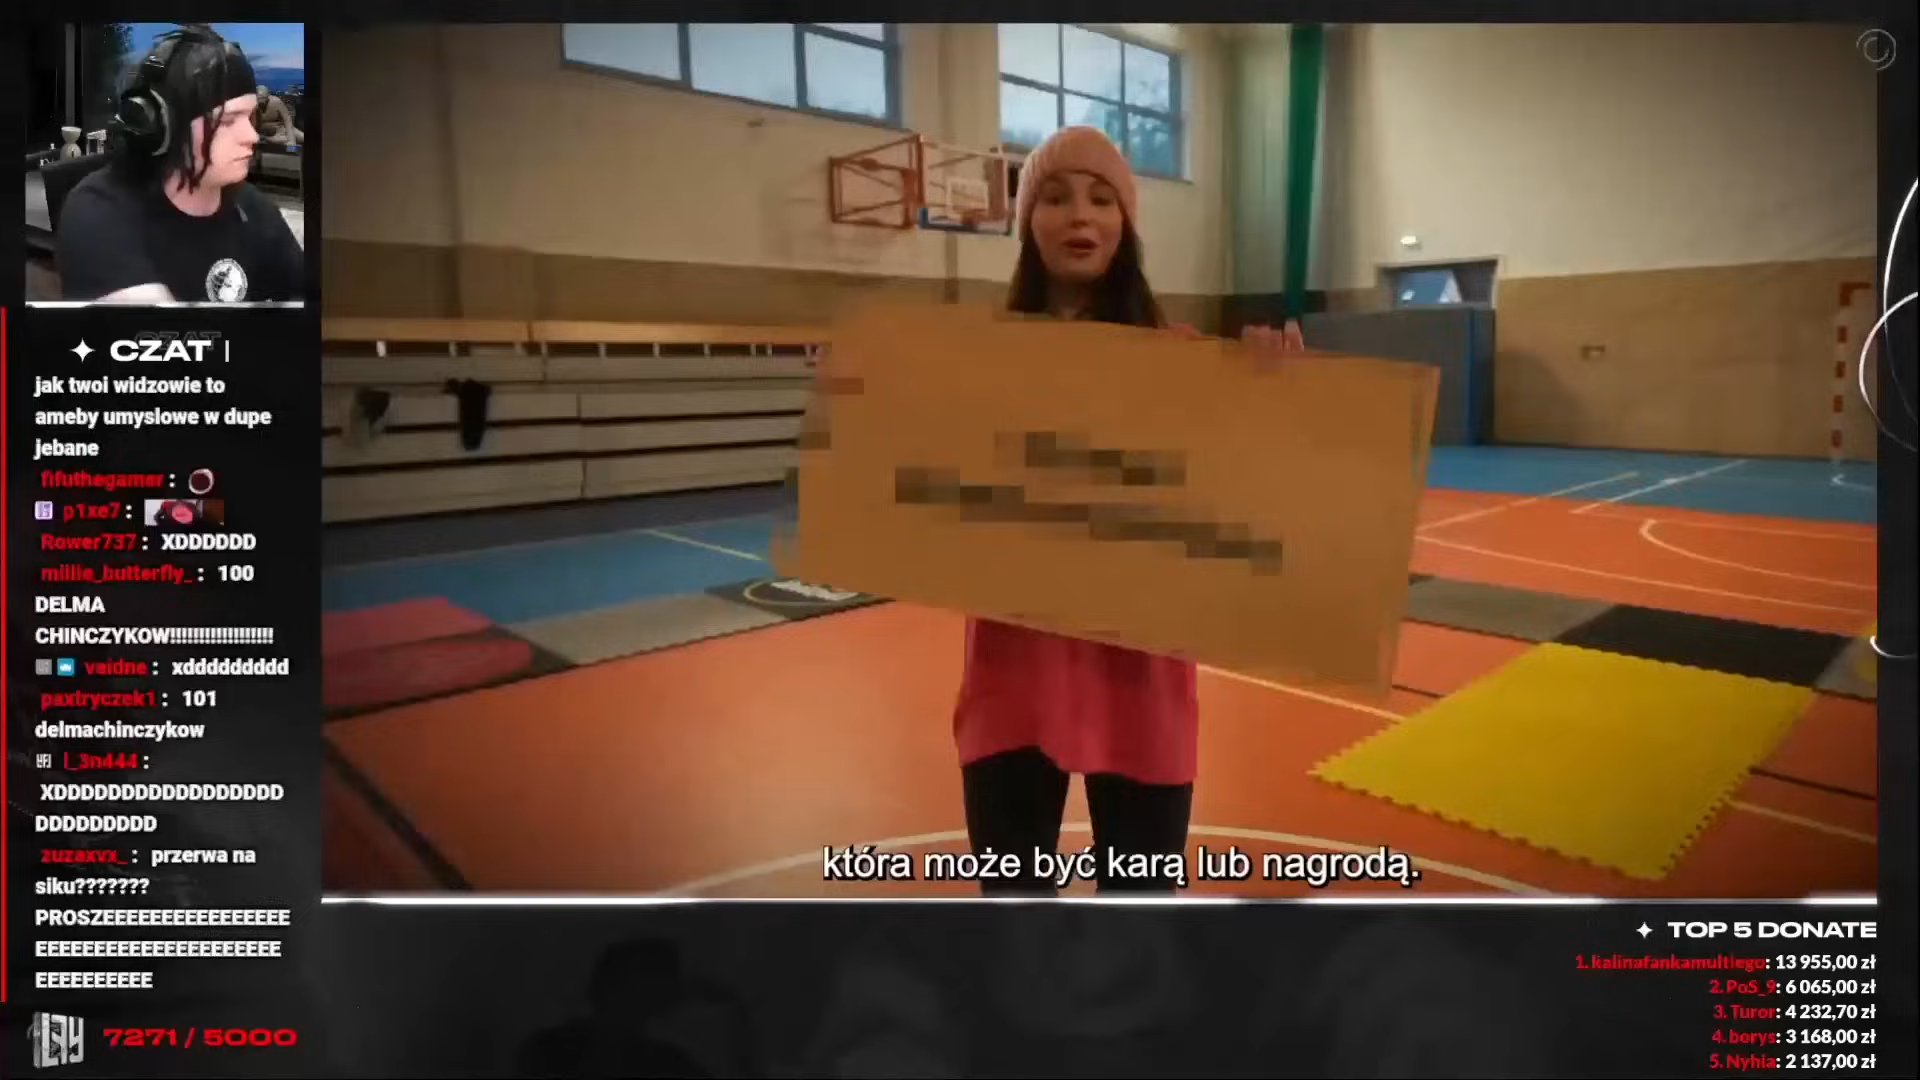 CZAT |
jak twoi widzowie to
ameby umyslowe w dupe
jebane
fifuthegamer :
p1xe7 :
Rower737 : XDDDDDD
millie_butterfly_ : 100
DELMA
CHINCZYKOW!!!!!!!!!!!!!!!!!!
vaidne : xddddddddd
paxtryczek1 : 101
delmachinczykow
l_3n444 :
XDDDDDDDDDDDDDDDDD
DDDDDDDDD
zuzaxvx_ : przerwa na
siku???????
PROSZEEEEEEEEEEEEEEEEE
EEEEEEEEEEEEEEEEEEEEEE
EEEEEEEEEE
7271 / 5000
która może być karą lub nagrodą.
TOP 5 DONATE
1. kalinafankamultiego: 13 955,00 zł
2. PoS_9: 6 065,00 zł
3. Turor: 4 232,70 zł
4. borys: 3 168,00 zł
5. Nyhia: 2 137,00 zł